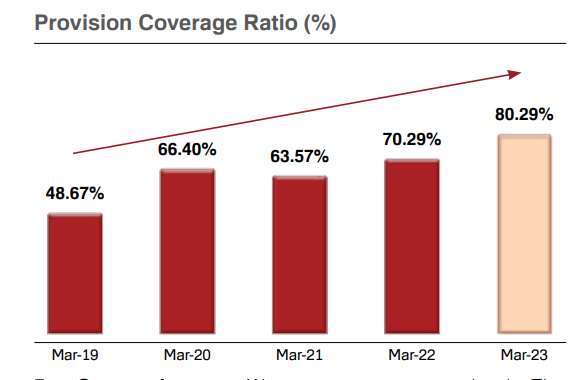 Provision Coverage Ratio (%)
80.29%
70.29%
66.40%
63.57%
48.67%
Mar-19 Mar-20 Mar-21 Mar-22 Mar-23